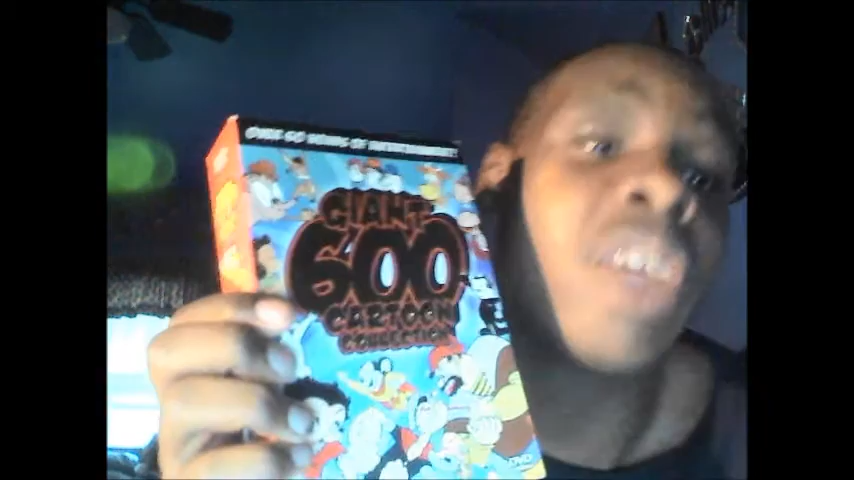 OVER 60 HOURS OF ENTERTAINMENT!
GIANT
600
CARTOON
COLLECTION
DVD